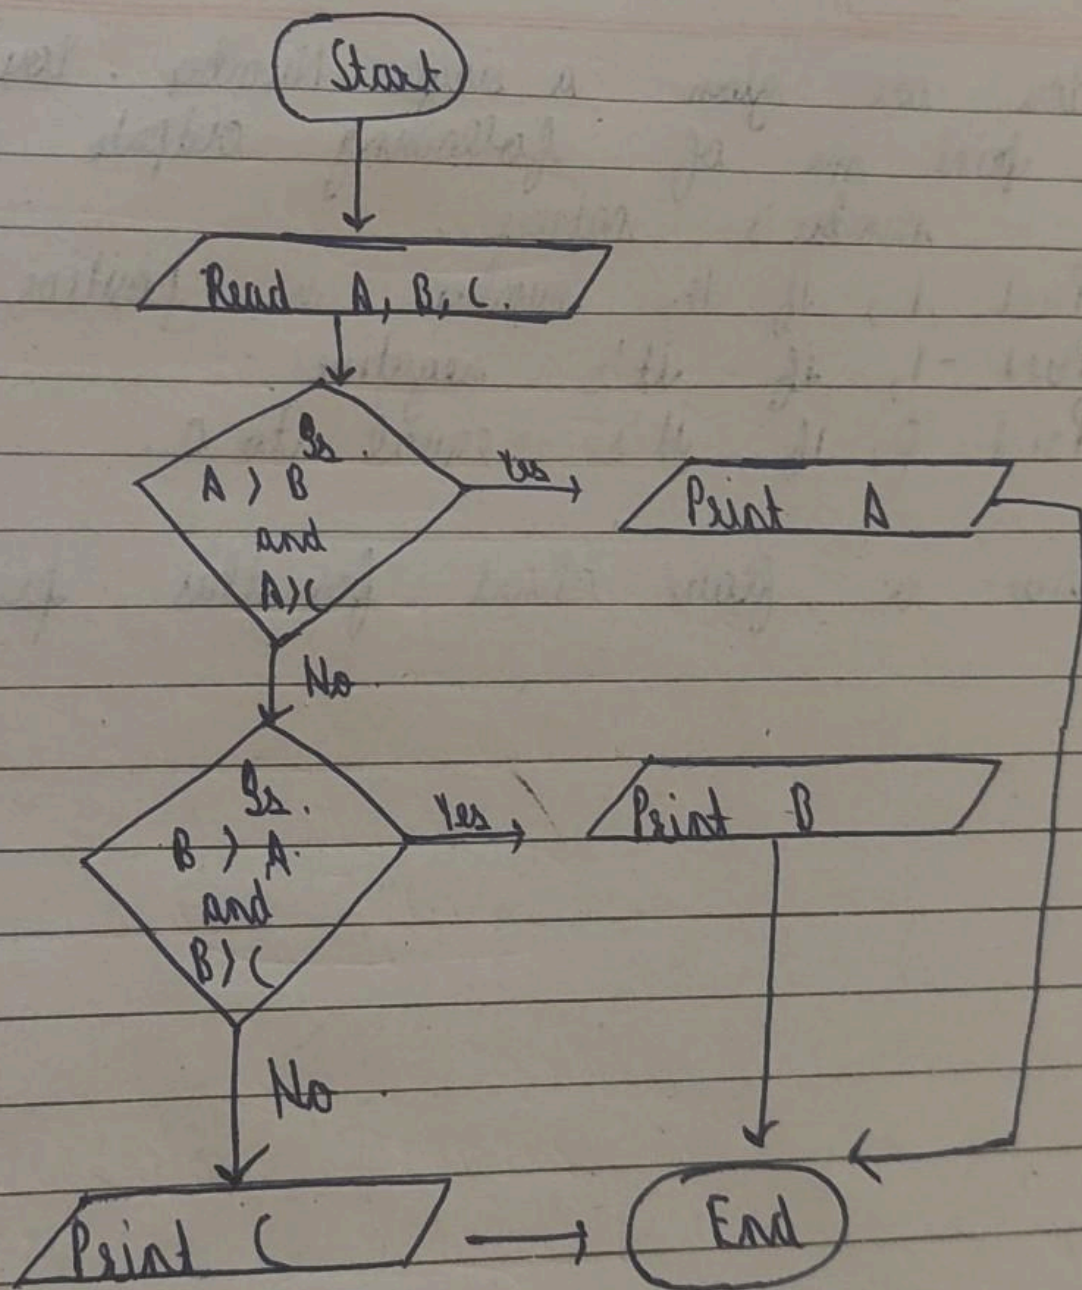 Start
Read A, B, C.
Is.
A > B
and
A>C
Yes
Print A
No.
Is.
B > A.
and
B>C
Yes
Print B
No.
Print C
End